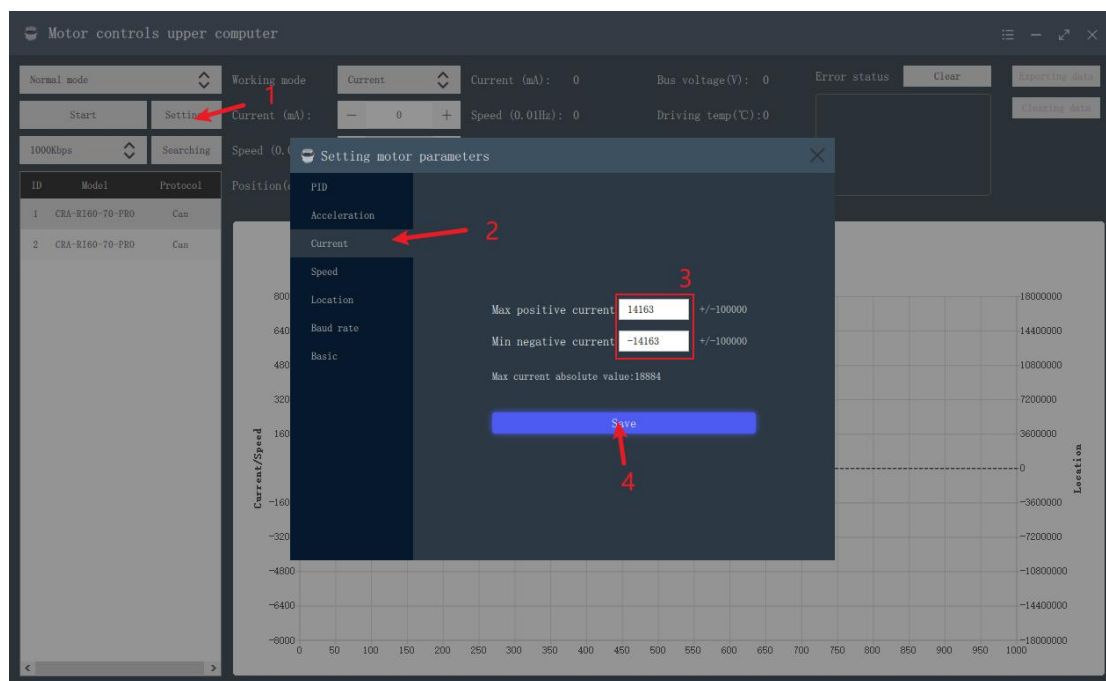 Motor controls upper computer
Normal mode
Working mode
Current
Current (mA): 0
Bus voltage(V): 0
Error status
Clear
Exporting data
1
Start
Setting
Current (mA):
− 0 +
Speed (0.01Hz): 0
Driving temp(℃):0
Clearing data
1000Kbps
Searching
Speed (0.0
Setting motor parameters
ID Model Protocol
Position(
1 CRA-RI60-70-PRO Can
2 CRA-RI60-70-PRO Can
PID
Acceleration
Current
2
Speed
Location
Baud rate
Basic
3
Max positive current 14163 +/-100000
Min negative current -14163 +/-100000
Max current absolute value:18884
Save
4
Current/Speed
800
640
480
320
160
-160
-320
-4800
-6400
-8000
0 50 100 150 200 250 300 350 400 450 500 550 600 650 700 750 800 850 900 950 1000
18000000
14400000
10800000
7200000
3600000
0
-3600000
-7200000
-10800000
-14400000
-18000000
Location